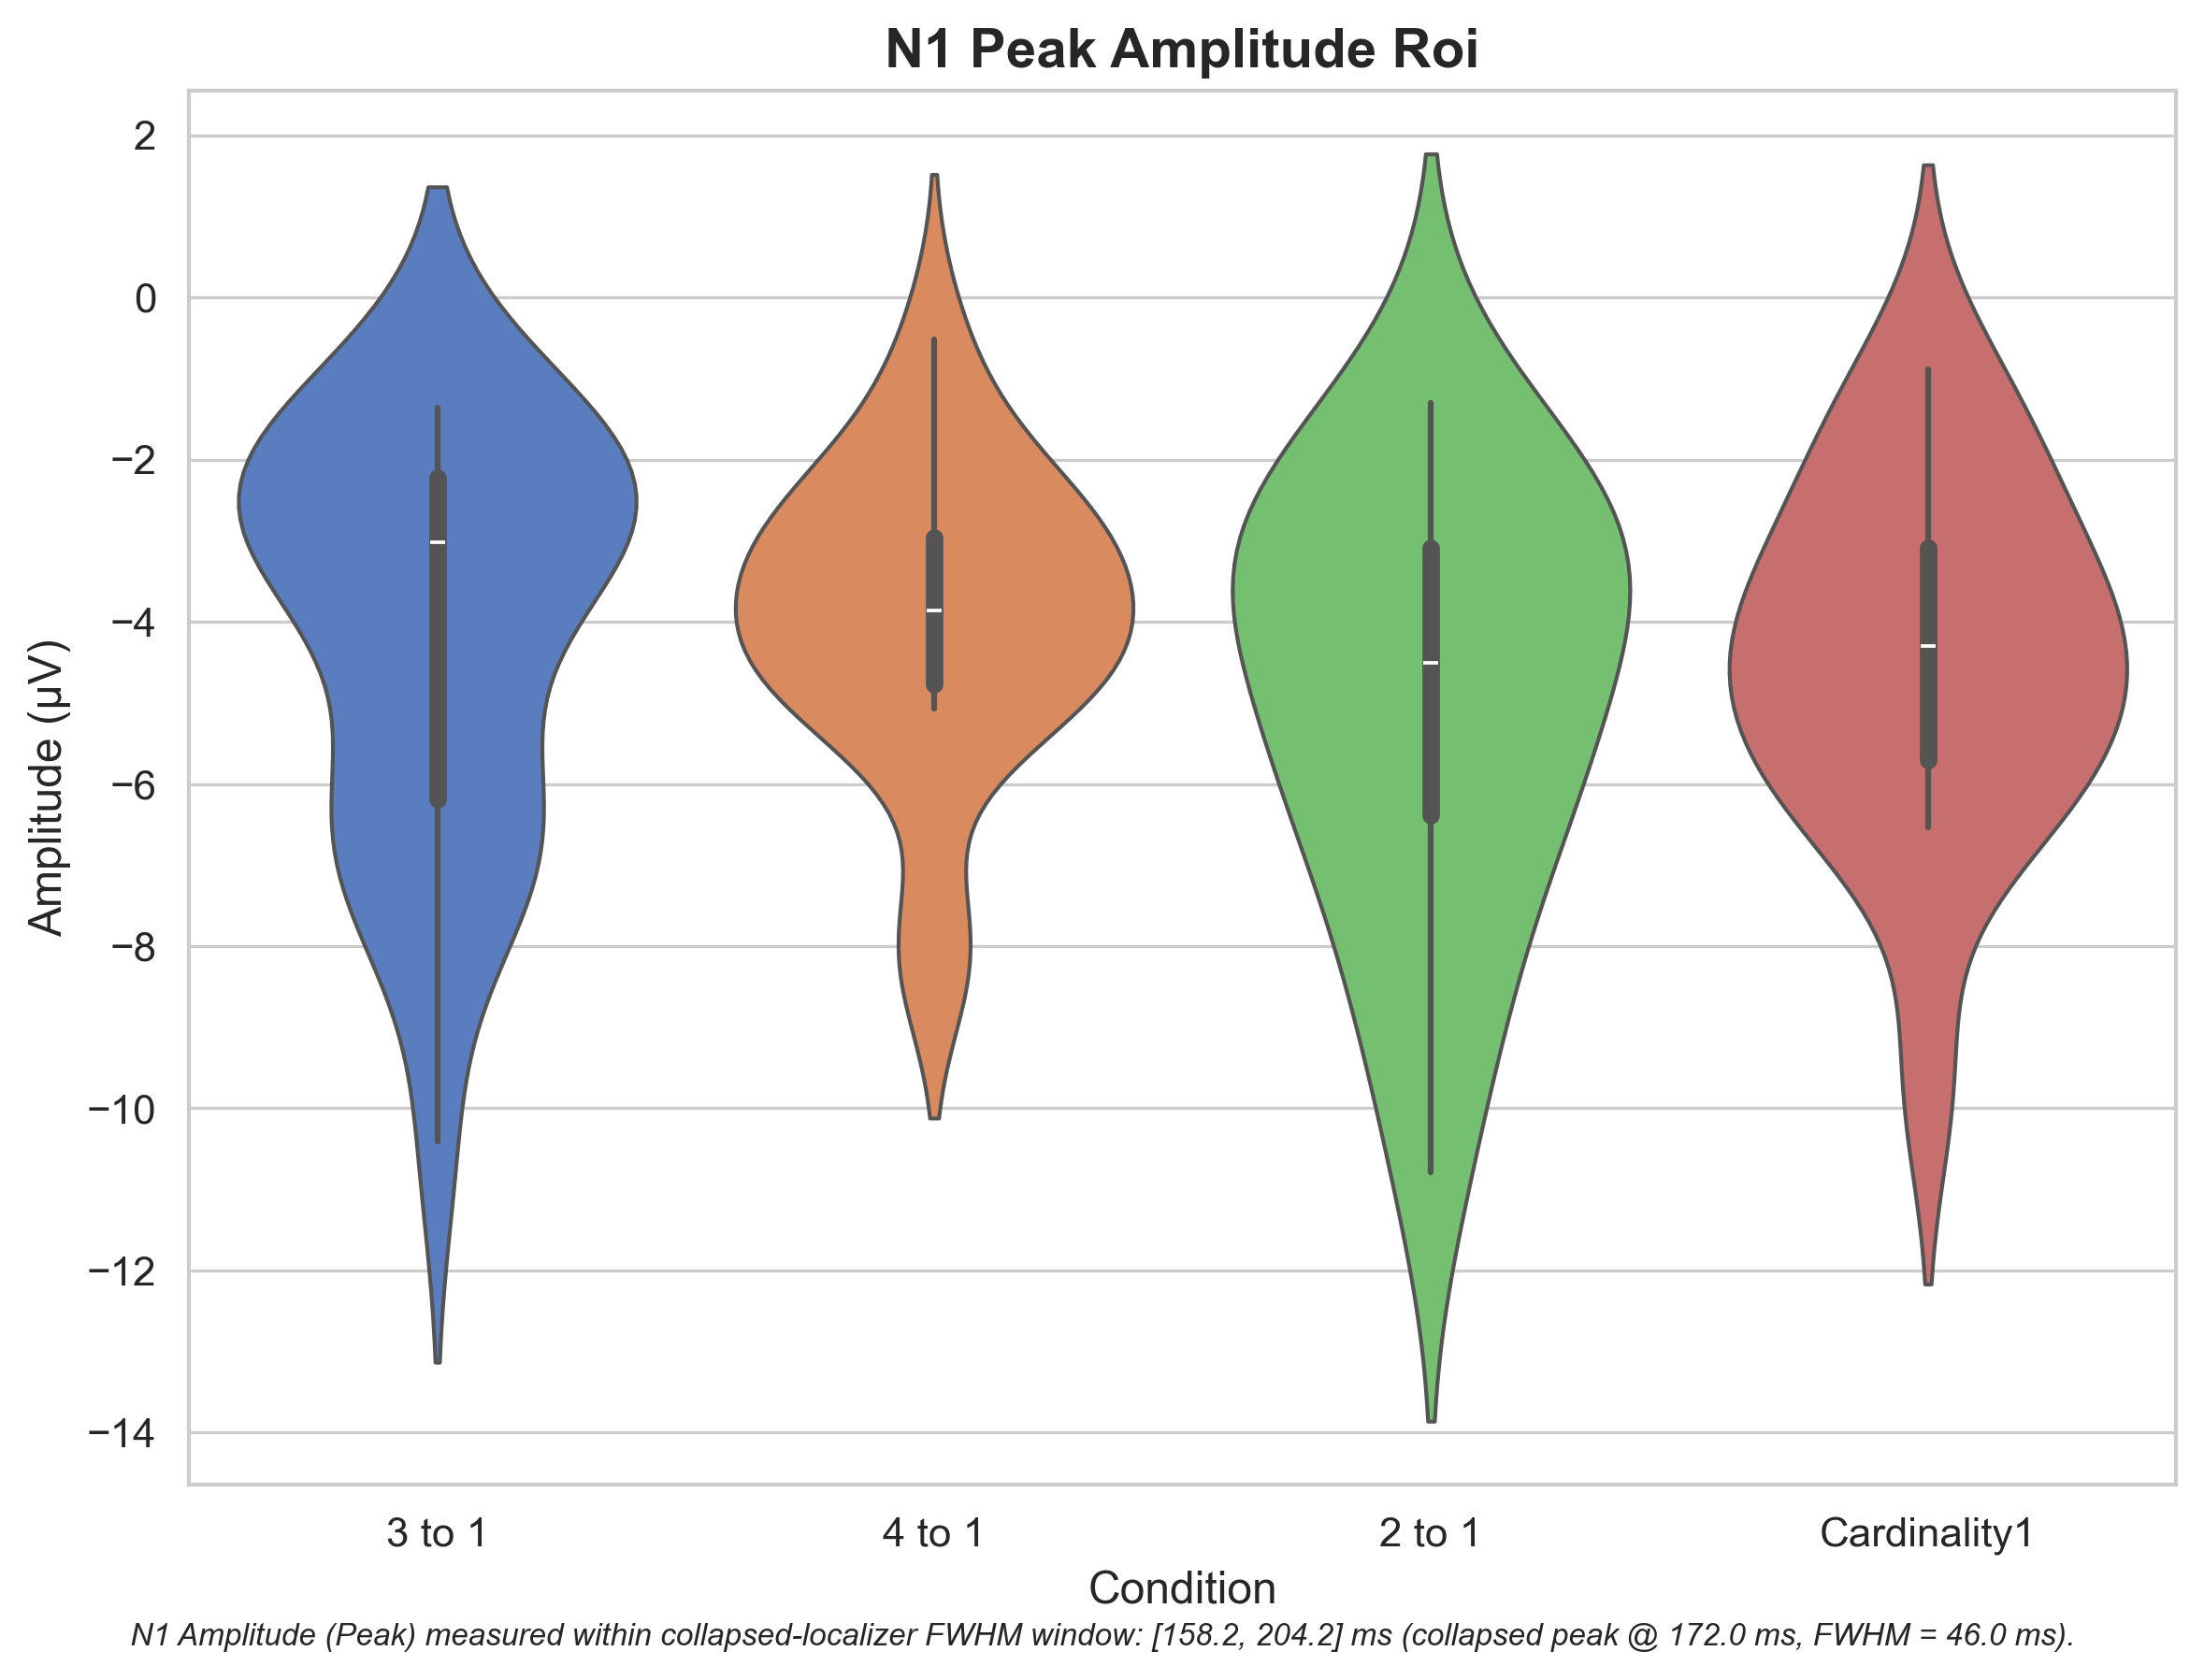 N1 Peak Amplitude Roi
2
0
−2
−4
−6
−8
−10
−12
−14
Amplitude (µV)
3 to 1
4 to 1
2 to 1
Cardinality1
Condition
N1 Amplitude (Peak) measured within collapsed-localizer FWHM window: [158.2, 204.2] ms (collapsed peak @ 172.0 ms, FWHM = 46.0 ms).